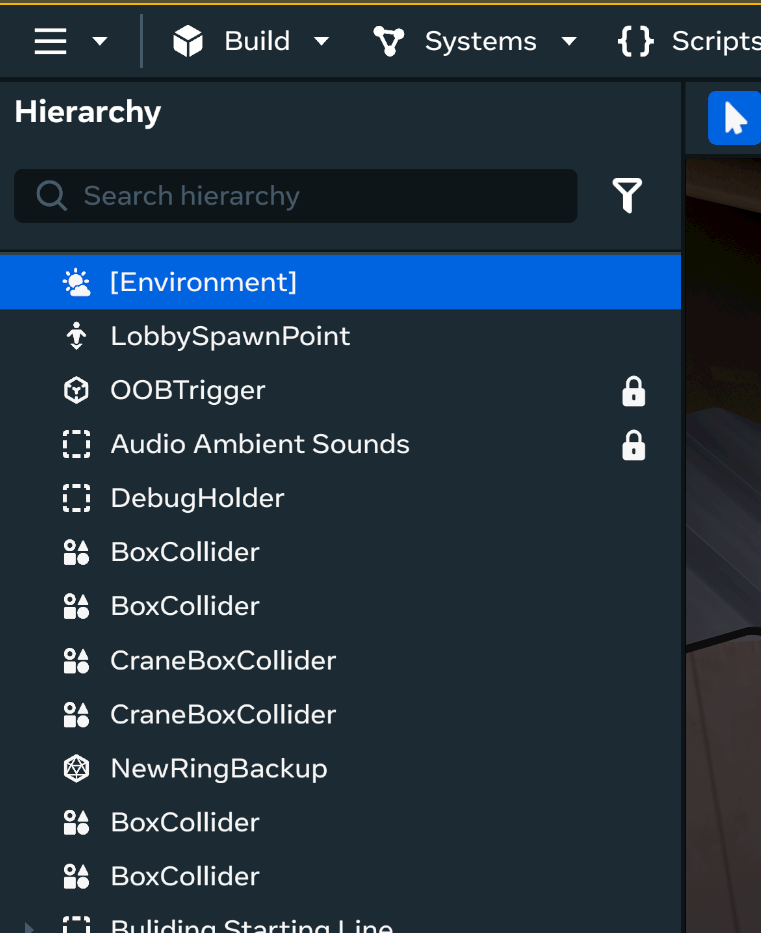 Build Systems { } Scripts
Hierarchy
Search hierarchy
[Environment]
LobbySpawnPoint
OOBTrigger
Audio Ambient Sounds
DebugHolder
BoxCollider
BoxCollider
CraneBoxCollider
CraneBoxCollider
NewRingBackup
BoxCollider
BoxCollider
Buliding Starting Line